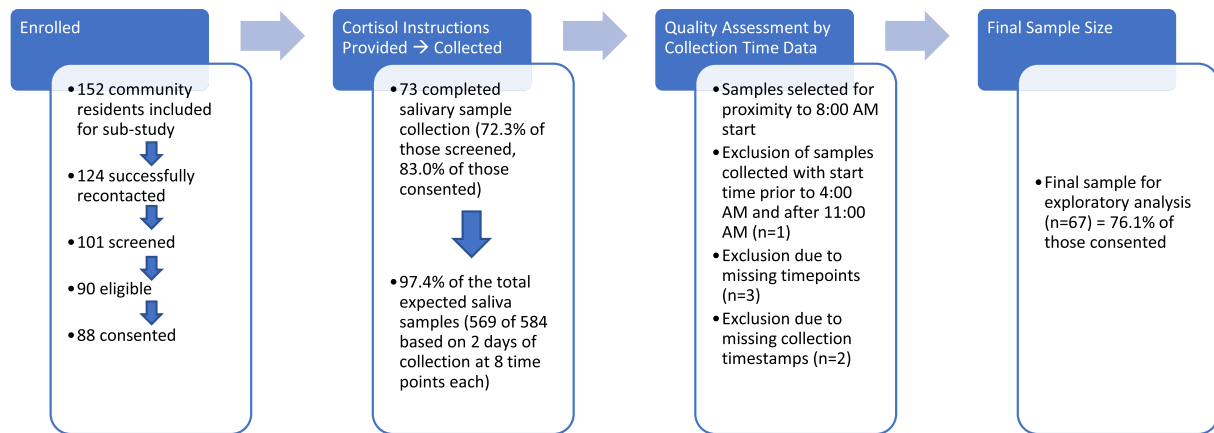 Enrolled
•152 community
residents included
for sub-study
•124 successfully
recontacted
•101 screened
•90 eligible
•88 consented
Cortisol Instructions
Provided → Collected
•73 completed
salivary sample
collection (72.3% of
those screened,
83.0% of those
consented)
•97.4% of the total
expected saliva
samples (569 of 584
based on 2 days of
collection at 8 time
points each)
Quality Assessment by
Collection Time Data
•Samples selected for
proximity to 8:00 AM
start
•Exclusion of samples
collected with start
time prior to 4:00
AM and after 11:00
AM (n=1)
•Exclusion due to
missing timepoints
(n=3)
•Exclusion due to
missing collection
timestamps (n=2)
Final Sample Size
•Final sample for
exploratory analysis
(n=67) = 76.1% of
those consented